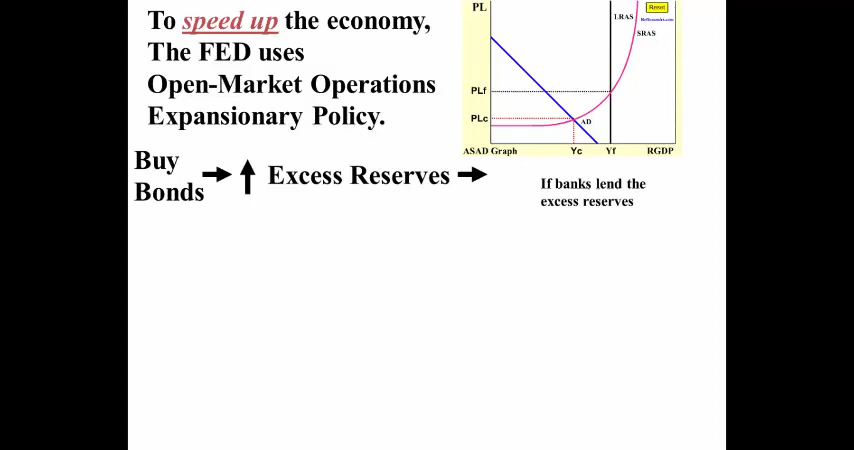 To speed up the economy,
The FED uses
Open-Market Operations
Expansionary Policy.
PL
Reset
LRAS
SRAS
PLf
PLc
AD
ASAD Graph
Yc
Yf
RGDP
Buy
Bonds
Excess Reserves
If banks lend the
excess reserves